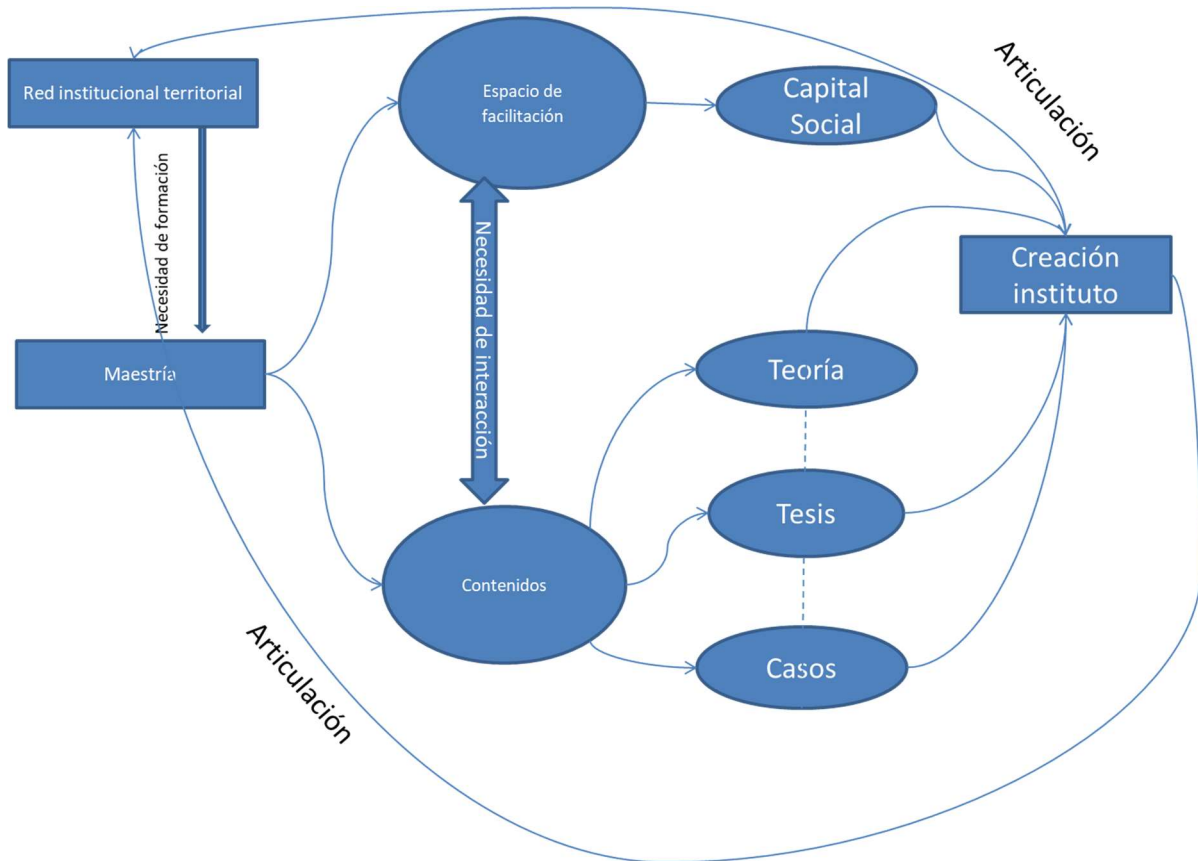 Red institucional territorial
Espacio de
facilitación
Capital
Social
Articulación
Necesidad de formación
Necesidad de interacción
Creación
instituto
Maestría
Teoría
Tesis
Contenidos
Casos
Articulación